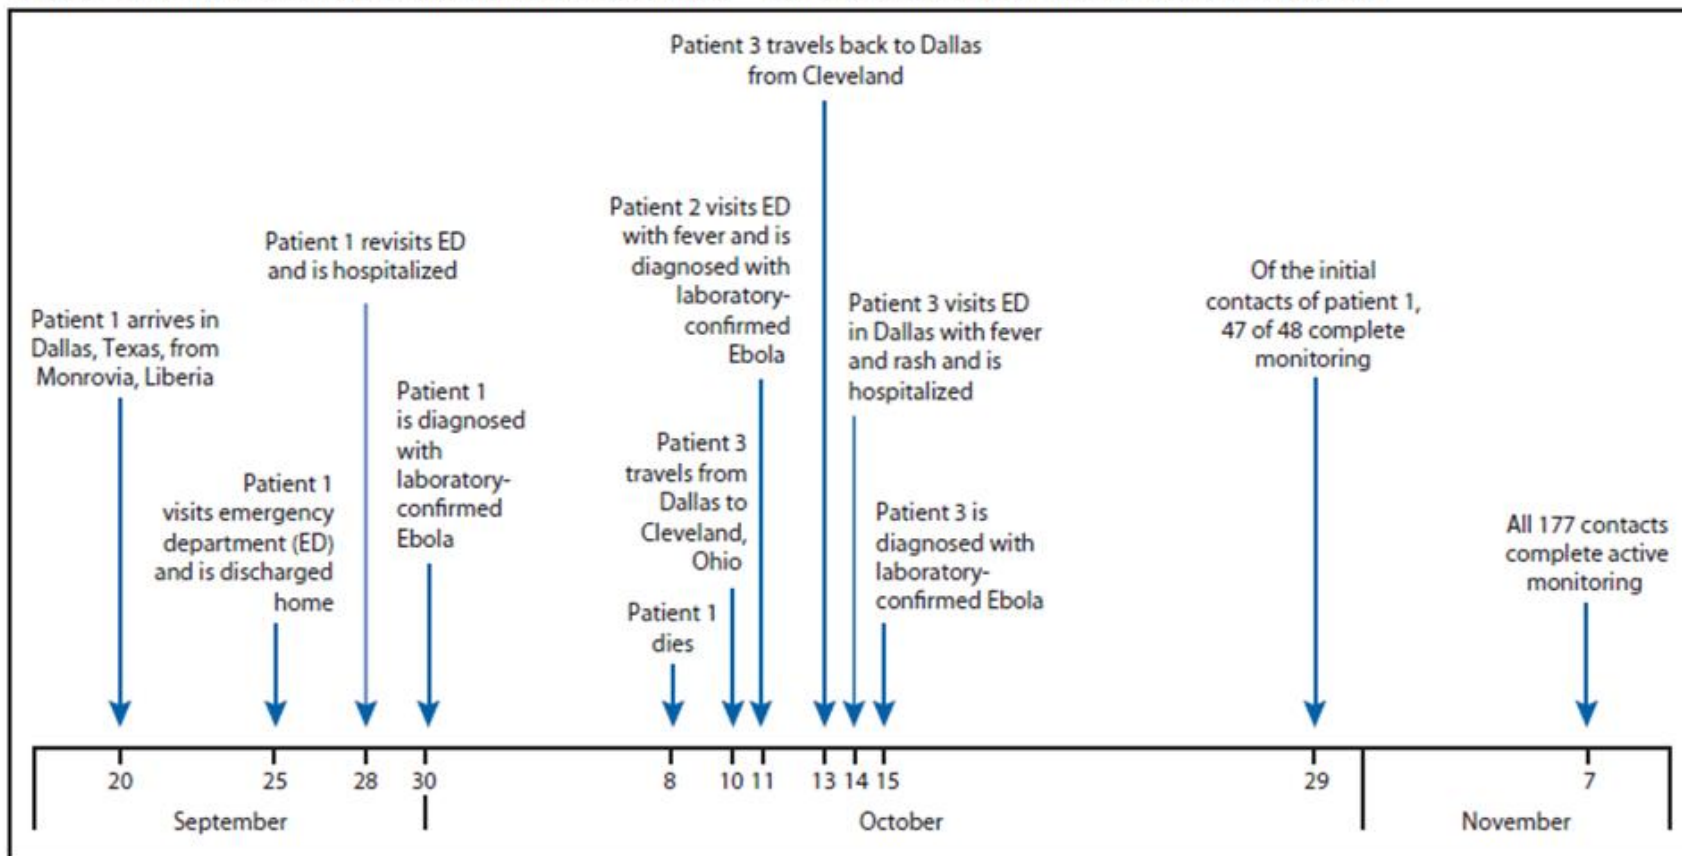 Patient 3 travels back to Dallas
from Cleveland
Patient 2 visits ED
with fever and is
diagnosed with
laboratory-
confirmed
Ebola
Patient 1 revisits ED
and is hospitalized
Of the initial
contacts of patient 1,
47 of 48 complete
monitoring
Patient 3 visits ED
in Dallas with fever
and rash and is
hospitalized
Patient 1 arrives in
Dallas, Texas, from
Monrovia, Liberia
Patient 1
is diagnosed
with
laboratory-
confirmed
Ebola
Patient 3
travels from
Dallas to
Cleveland,
Ohio
Patient 1
visits emergency
department (ED)
and is discharged
home
Patient 3 is
diagnosed with
laboratory-
confirmed Ebola
All 177 contacts
complete active
monitoring
Patient 1
dies
20 25 28 30 8 10 11 13 14 15 29 7
September October November